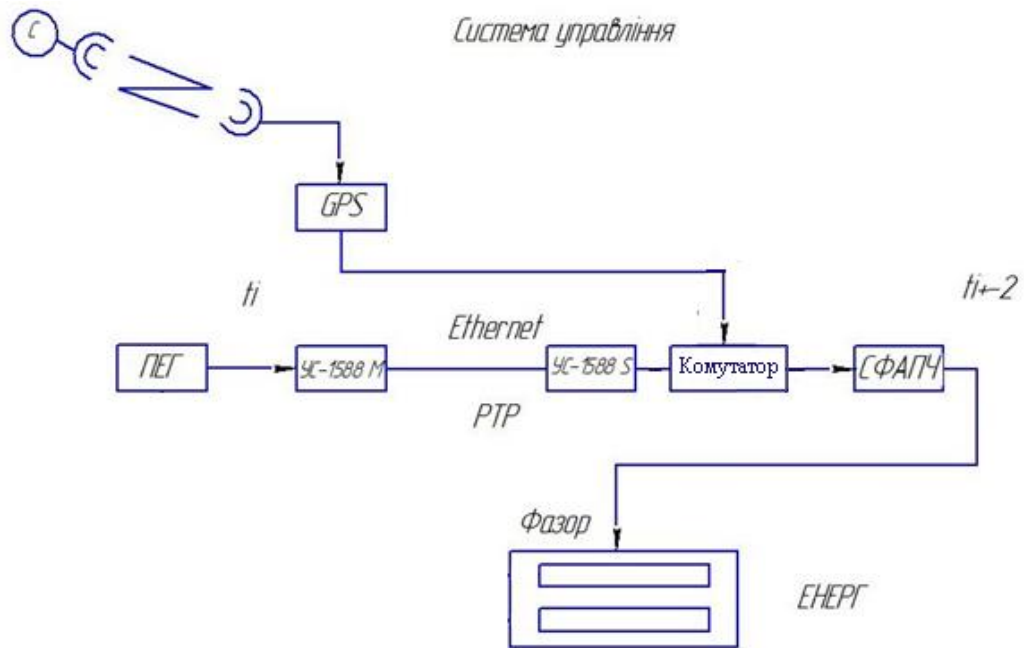 С
Система управління
GPS
ti
ti+-2
Ethernet
ПЕГ
УС-1588 М
УС-1588 S
Комутатор
СФАПЧ
PTP
Фазор
ЕНЕРГ